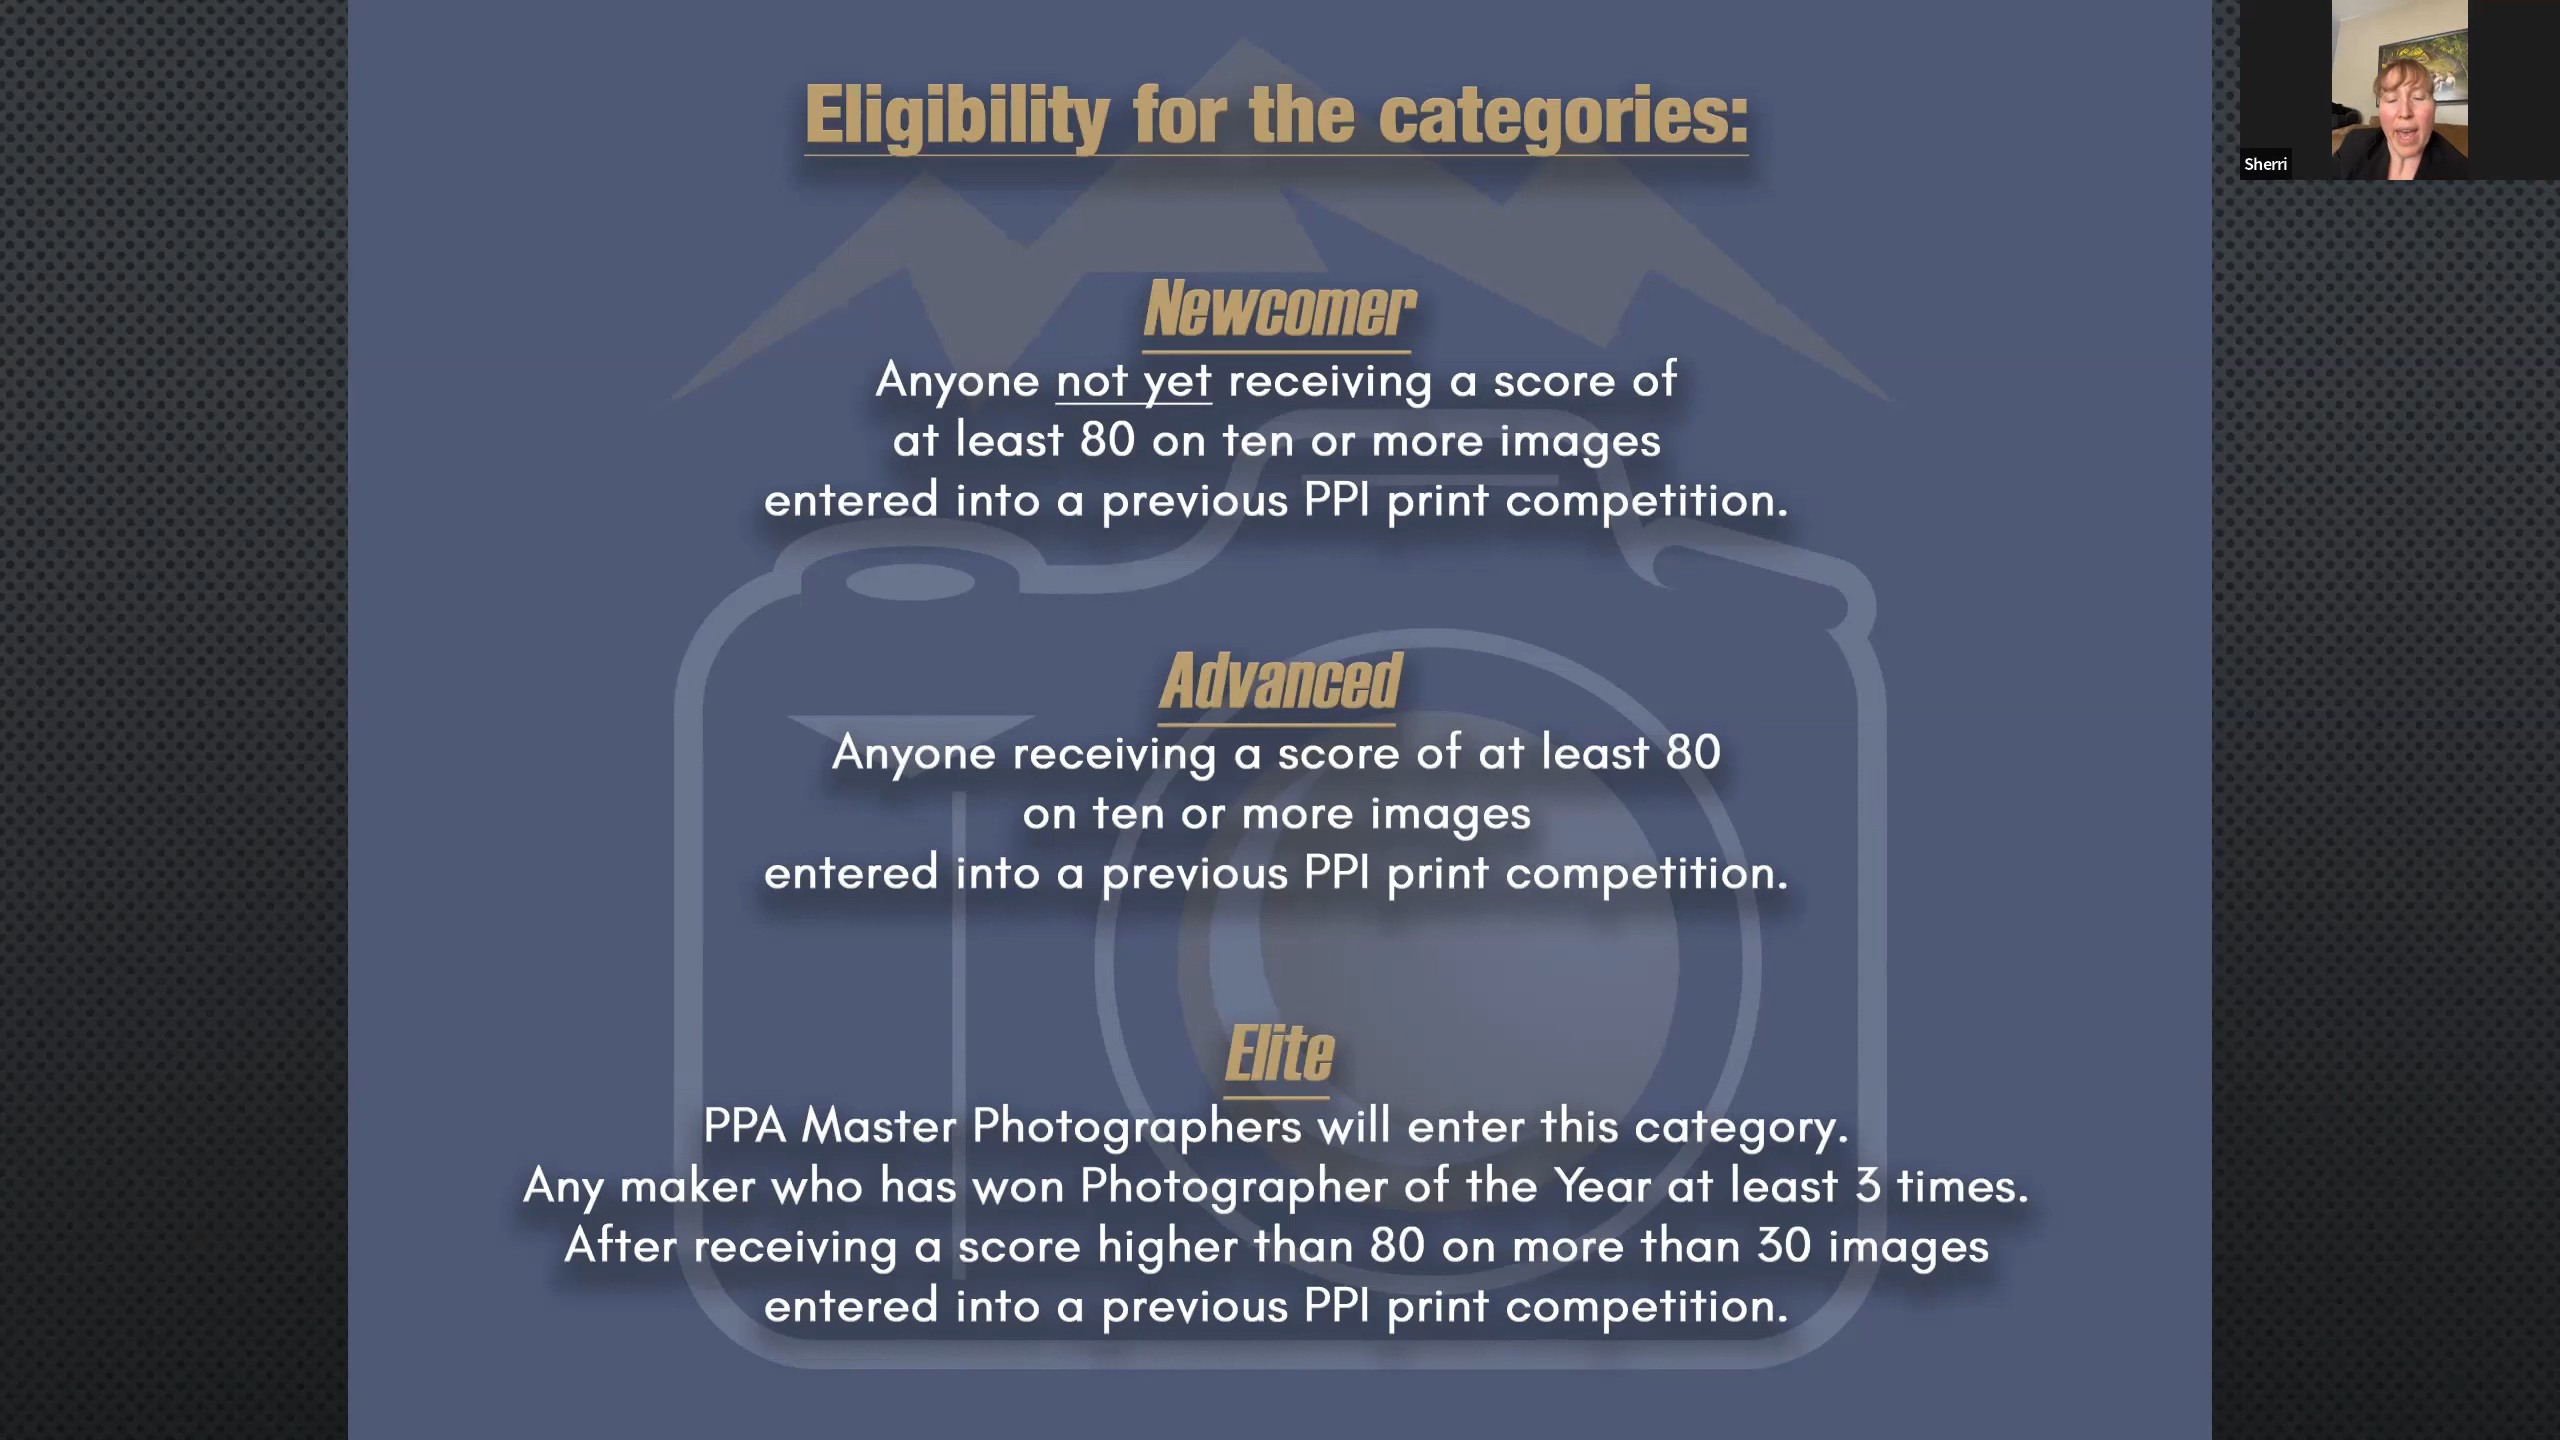 Eligibility for the categories:
Newcomer
Anyone not yet receiving a score of
at least 80 on ten or more images
entered into a previous PPI print competition.
Advanced
Anyone receiving a score of at least 80
on ten or more images
entered into a previous PPI print competition.
Elite
PPA Master Photographers will enter this category.
Any maker who has won Photographer of the Year at least 3 times.
After receiving a score higher than 80 on more than 30 images
entered into a previous PPI print competition.
Sherri